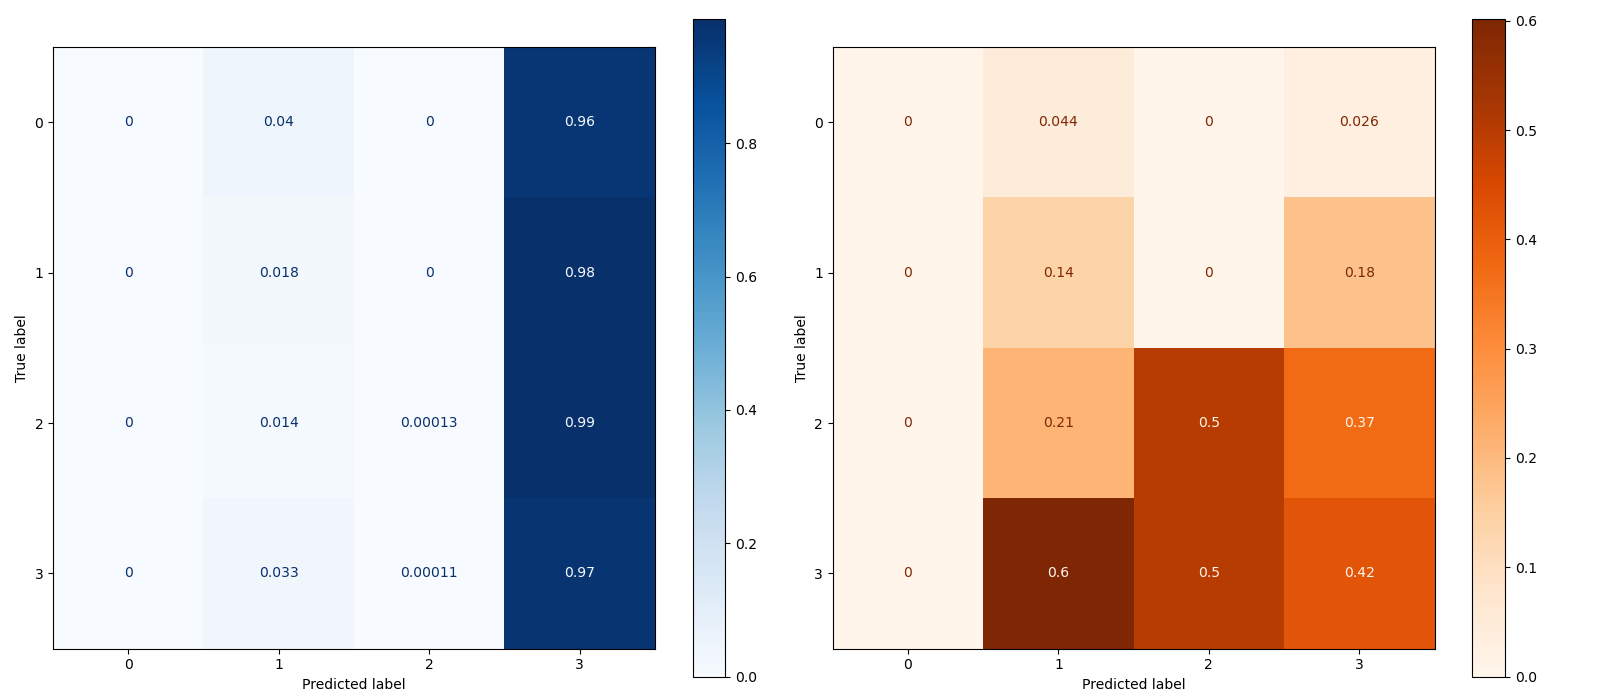 0 0 0.04 0 0.96
1 0 0.018 0 0.98
2 0 0.014 0.00013 0.99
3 0 0.033 0.00011 0.97
0 1 2 3
Predicted label
True label
0.8
0.6
0.4
0.2
0.0
0 0 0.044 0 0.026
1 0 0.14 0 0.18
2 0 0.21 0.5 0.37
3 0 0.6 0.5 0.42
0 1 2 3
Predicted label
True label
0.6
0.5
0.4
0.3
0.2
0.1
0.0